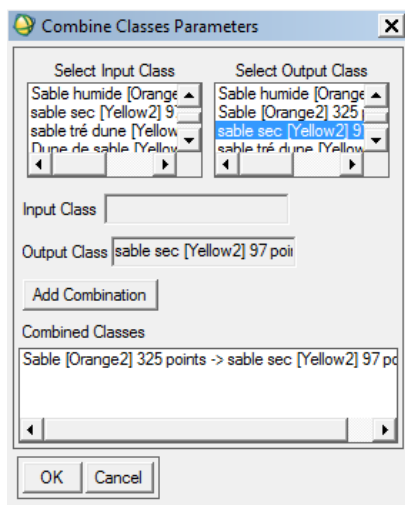 Combine Classes Parameters
Select Input Class
Sable humide [Orange
sable sec [Yellow2] 9
sable tré dune [Yellow
Dune de sable [Yellow
Select Output Class
Sable humide [Orange
Sable [Orange2] 325
sable sec [Yellow2] 9
sable tré dune [Yellow
Input Class
Output Class sable sec [Yellow2] 97 poi
Add Combination
Combined Classes
Sable [Orange2] 325 points -> sable sec [Yellow2] 97 po
OK Cancel